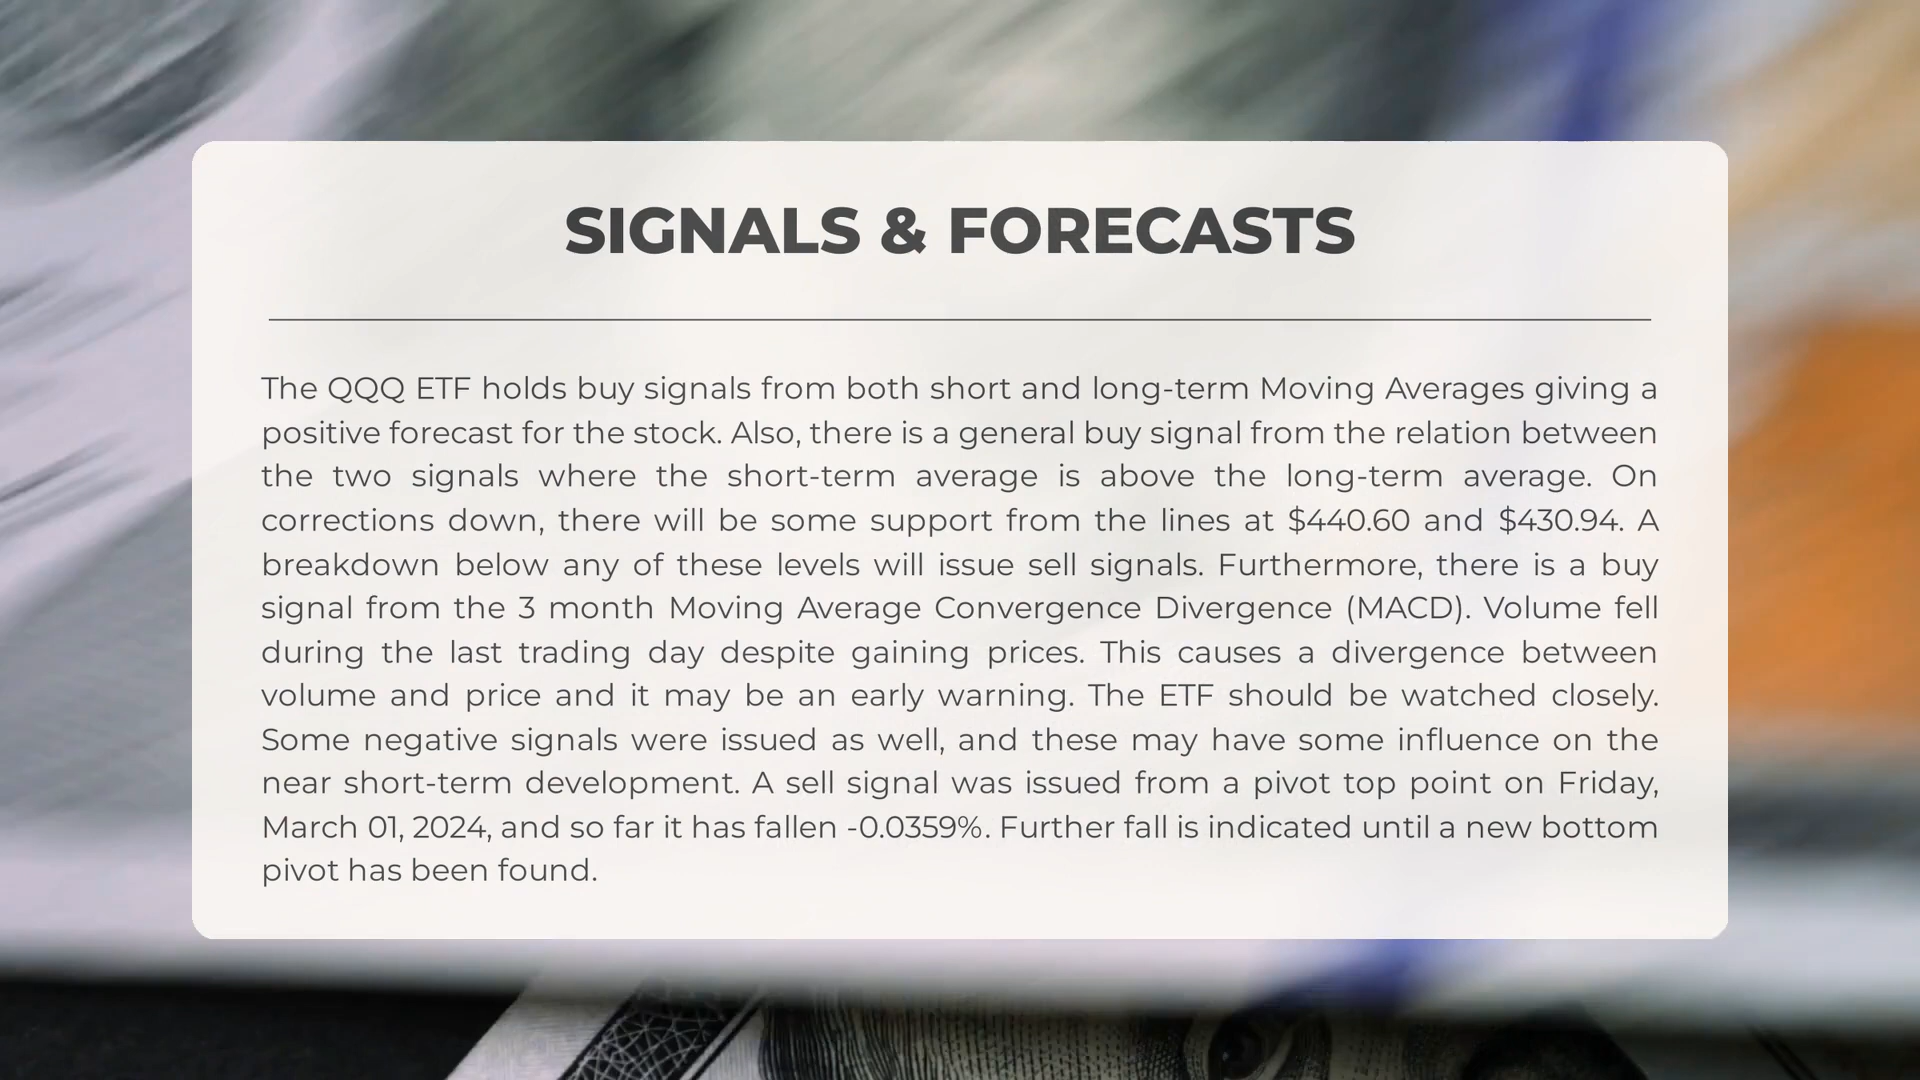 SIGNALS & FORECASTS
The QQQ ETF holds buy signals from both short and long-term Moving Averages giving a
positive forecast for the stock. Also, there is a general buy signal from the relation between
the two signals where the short-term average is above the long-term average. On
corrections down, there will be some support from the lines at $440.60 and $430.94. A
breakdown below any of these levels will issue sell signals. Furthermore, there is a buy
signal from the 3 month Moving Average Convergence Divergence (MACD). Volume fell
during the last trading day despite gaining prices. This causes a divergence between
volume and price and it may be an early warning. The ETF should be watched closely.
Some negative signals were issued as well, and these may have some influence on the
near short-term development. A sell signal was issued from a pivot top point on Friday,
March 01, 2024, and so far it has fallen -0.0359%. Further fall is indicated until a new bottom
pivot has been found.